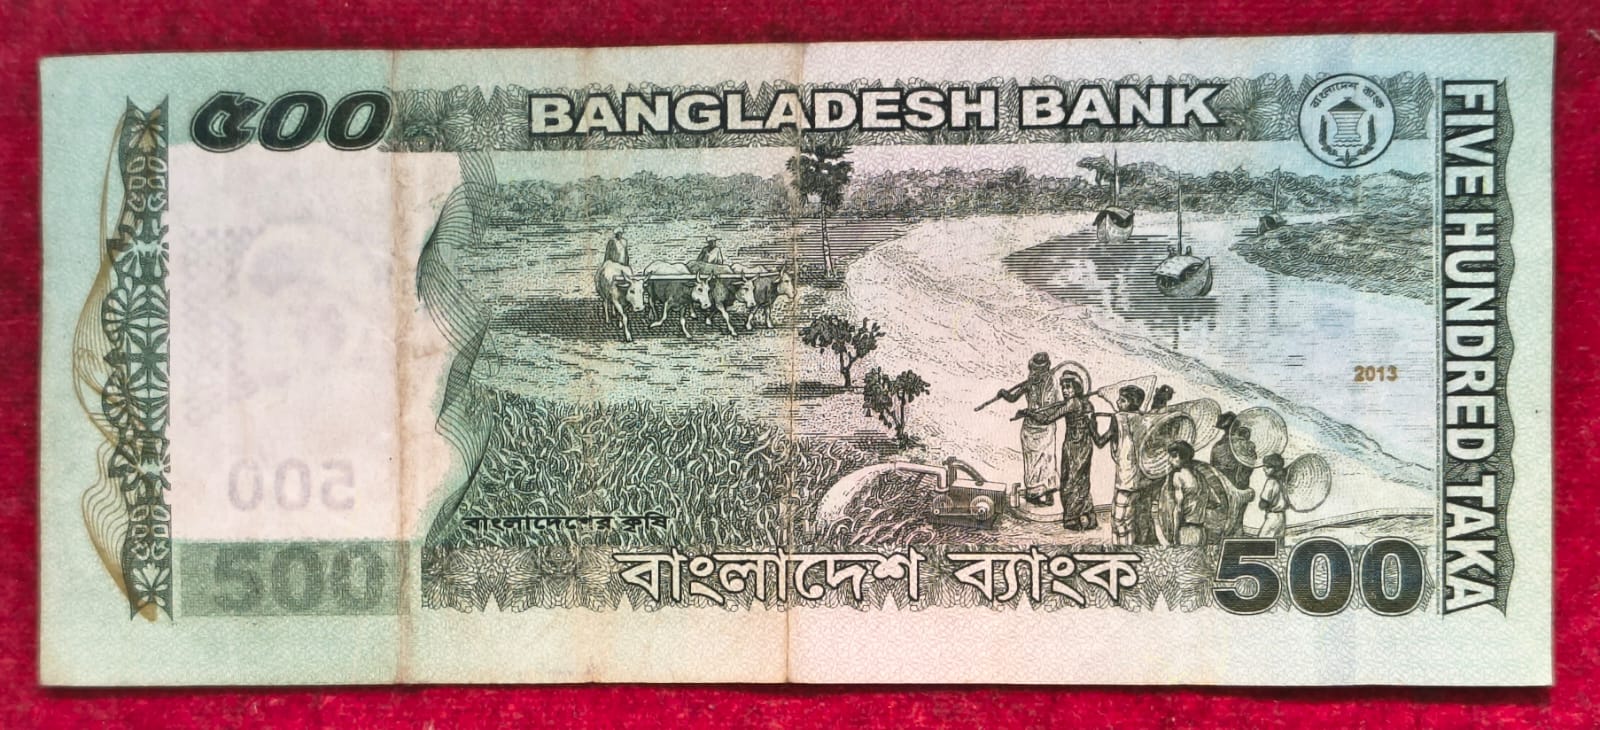 ৫০০
BANGLADESH BANK
বাংলাদেশ ব্যাংক
FIVE HUNDRED TAKA
2013
500
বাংলাদেশের কৃষি
500
বাংলাদেশ ব্যাংক
500